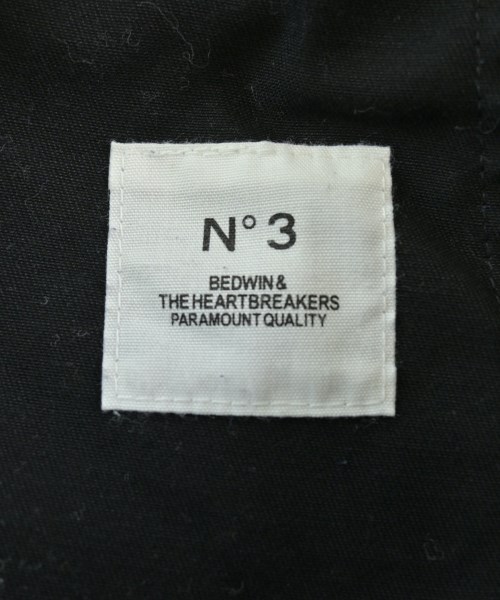 N° 3
BEDWIN &
THE HEARTBREAKERS
PARAMOUNT QUALITY